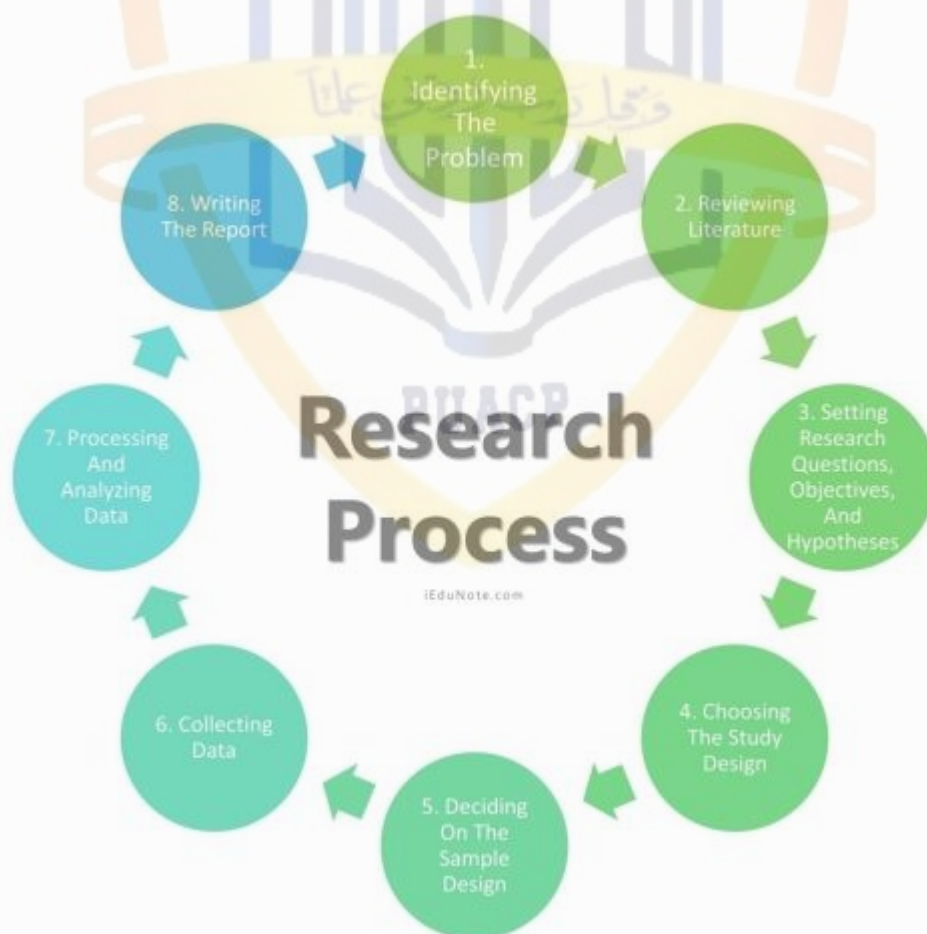 1.
Identifying
The
Problem
2. Reviewing
Literature
3. Setting
Research
Questions,
Objectives,
And
Hypotheses
4. Choosing
The Study
Design
5. Deciding
On The
Sample
Design
6. Collecting
Data
7. Processing
And
Analyzing
Data
8. Writing
The Report
Research
Process
iEduNote.com
PUACP